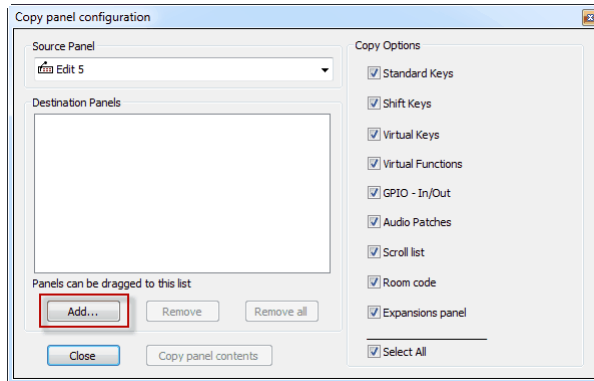 Copy panel configuration
Source Panel
Edit 5
Destination Panels
Panels can be dragged to this list
Add...
Remove
Remove all
Close
Copy panel contents
Copy Options
Standard Keys
Shift Keys
Virtual Keys
Virtual Functions
GPIO - In/Out
Audio Patches
Scroll list
Room code
Expansions panel
Select All